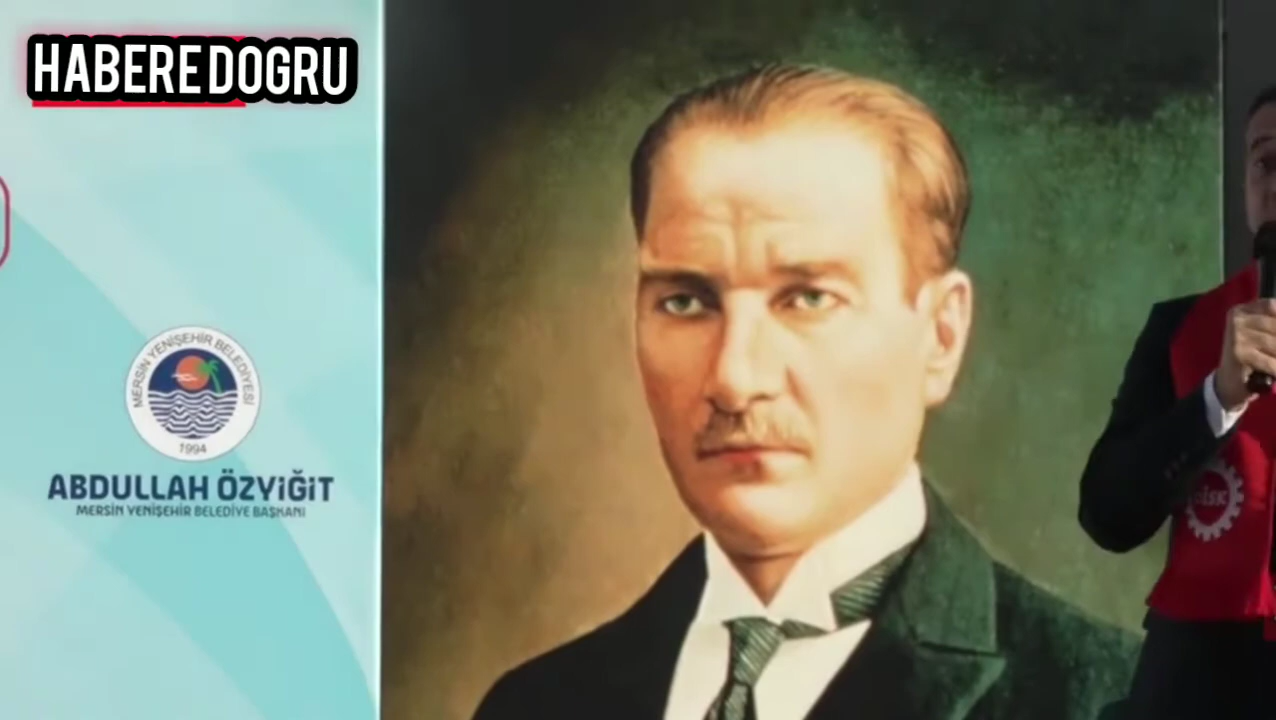 HABERE DOGRU
MERSİN YENİŞEHİR BELEDİYESİ
1994
ABDULLAH ÖZYİĞİT
MERSİN YENİŞEHİR BELEDİYE BAŞKANI
DİSK